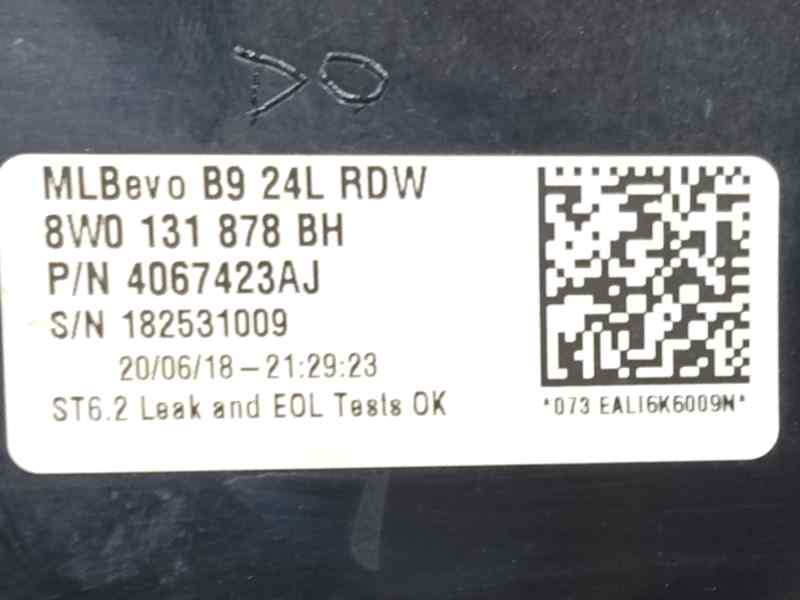 MLBevo B9 24L RDW
8W0 131 878 BH
P/N 4067423AJ
S/N 182531009
20/06/18-21:29:23
ST6.2 Leak and EOL Tests OK
*073 EALI6K6009N*